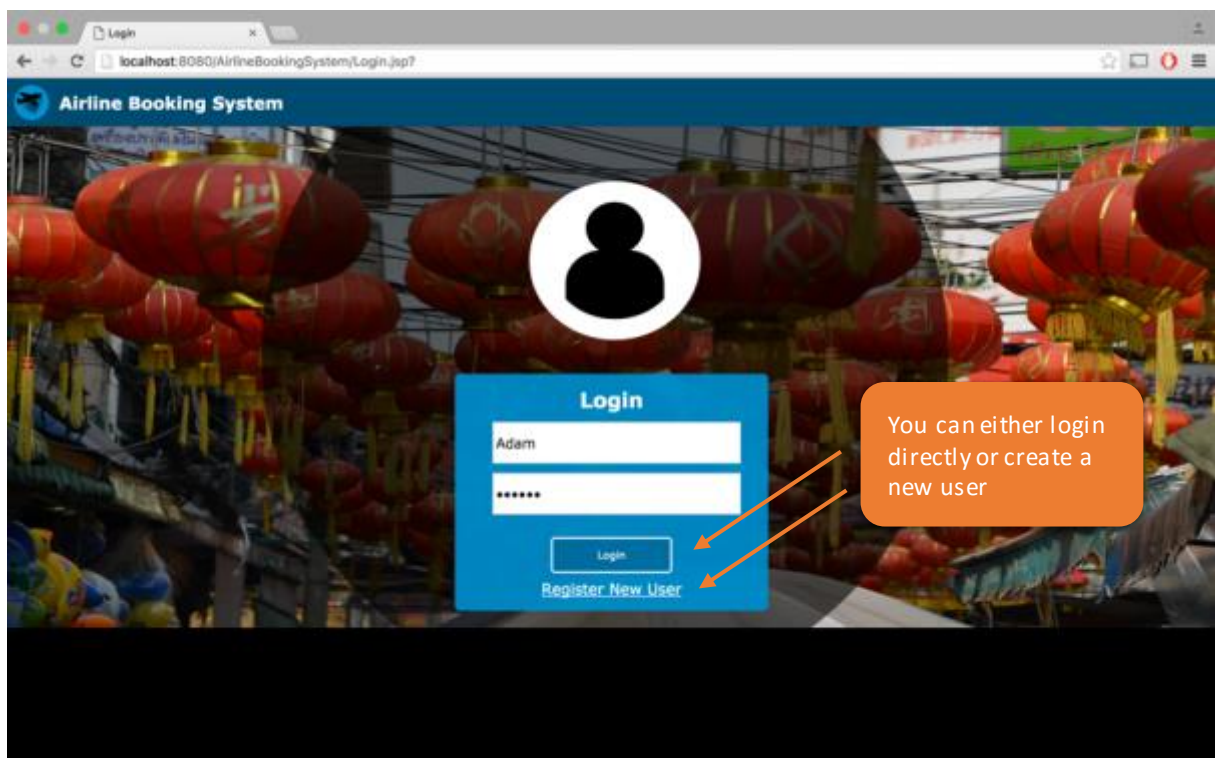 Login
localhost:8080/AirlineBookingSystem/Login.jsp?
Airline Booking System
Login
Adam
••••••
Login
Register New User
You can either login
directly or create a
new user